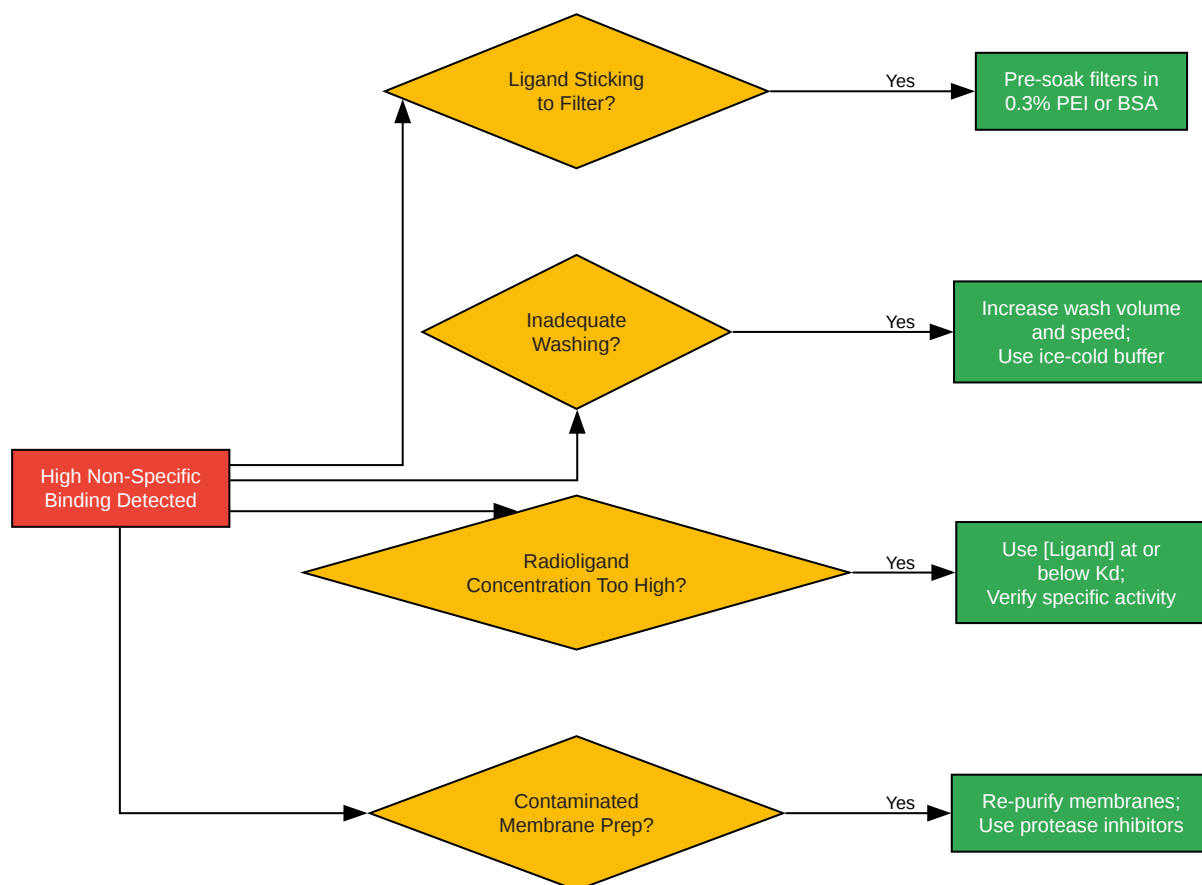 Ligand Sticking
to Filter?
Yes
Pre-soak filters in
0.3% PEI or BSA
Inadequate
Washing?
Yes
Increase wash volume
and speed;
Use ice-cold buffer
High Non-Specific
Binding Detected
Radioligand
Concentration Too High?
Yes
Use [Ligand] at or
below Kd;
Verify specific activity
Contaminated
Membrane Prep?
Yes
Re-purify membranes;
Use protease inhibitors